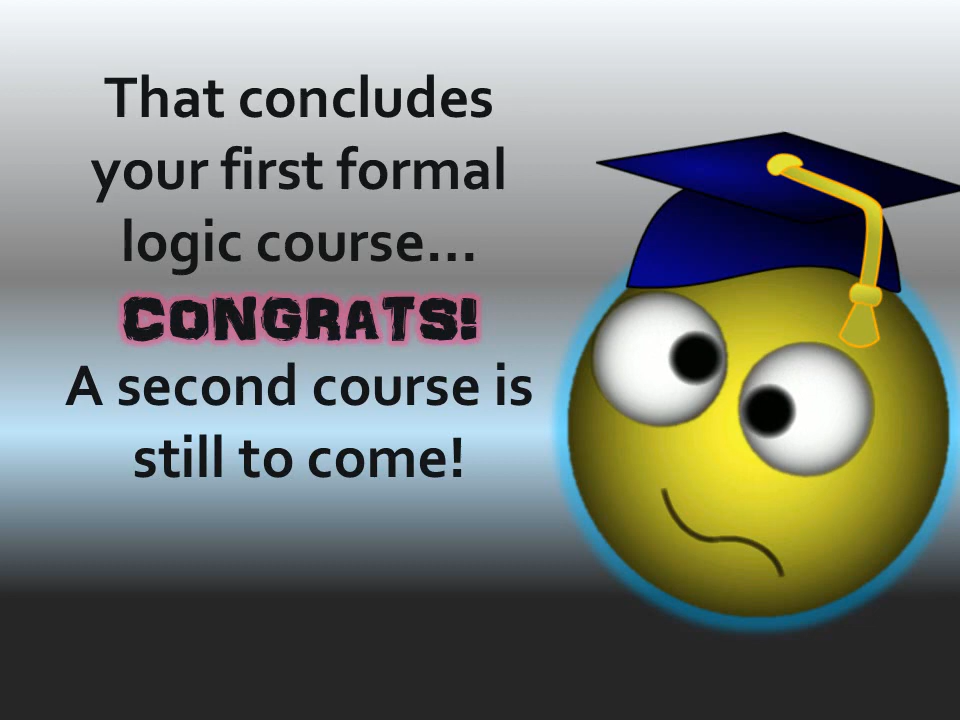 That concludes
your first formal
logic course…
CONGRATS!
A second course is
still to come!